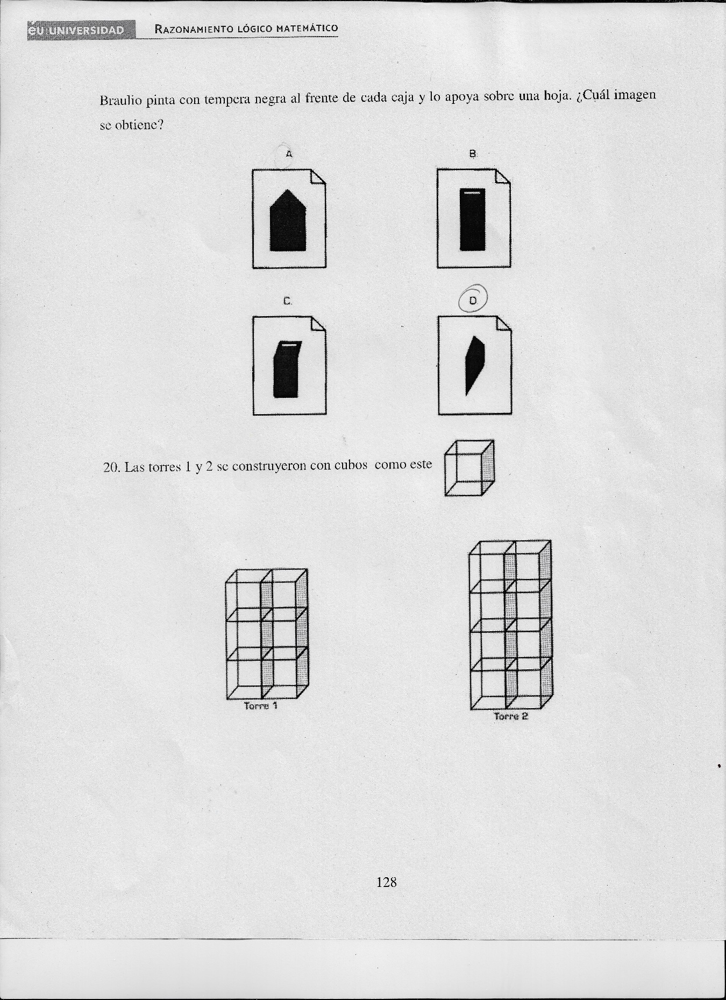 éu UNIVERSIDAD RAZONAMIENTO LÓGICO MATEMÁTICO
Braulio pinta con tempera negra al frente de cada caja y lo apoya sobre una hoja. ¿Cuál imagen
se obtiene?
A B
C D
20. Las torres 1 y 2 se construyeron con cubos como este
Torre 1
Torre 2
128